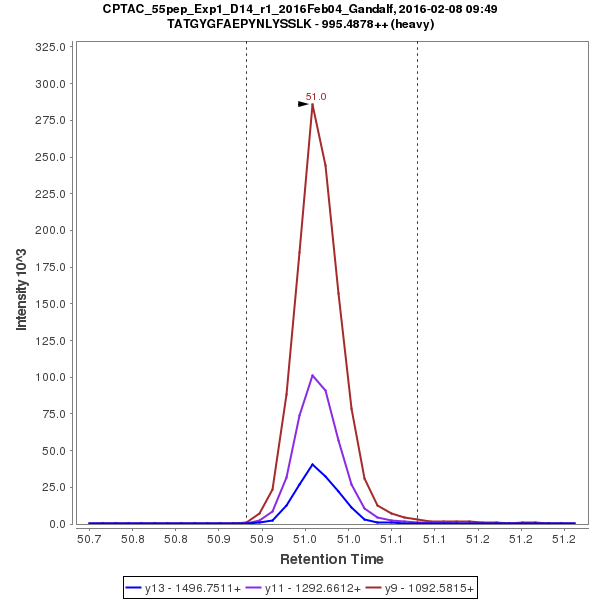 CPTAC_55pep_Exp1_D14_r1_2016Feb04_Gandalf, 2016-02-08 09:49
TATGYGFAEPYNLYSSLK - 995.4878++ (heavy)
325.0
300.0
275.0
250.0
225.0
200.0
175.0
150.0
125.0
100.0
75.0
50.0
25.0
0.0
Intensity 10^3
51.0
50.7 50.8 50.8 50.9 50.9 51.0 51.0 51.1 51.1 51.2 51.2 51.2
Retention Time
y13 - 1496.7511+ y11 - 1292.6612+ y9 - 1092.5815+